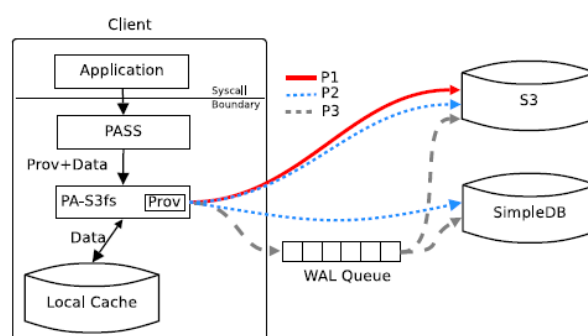 Client
Application
Syscall
Boundary
PASS
Prov+Data
PA-S3fs
Prov
Data
Local Cache
P1
P2
P3
WAL Queue
S3
SimpleDB